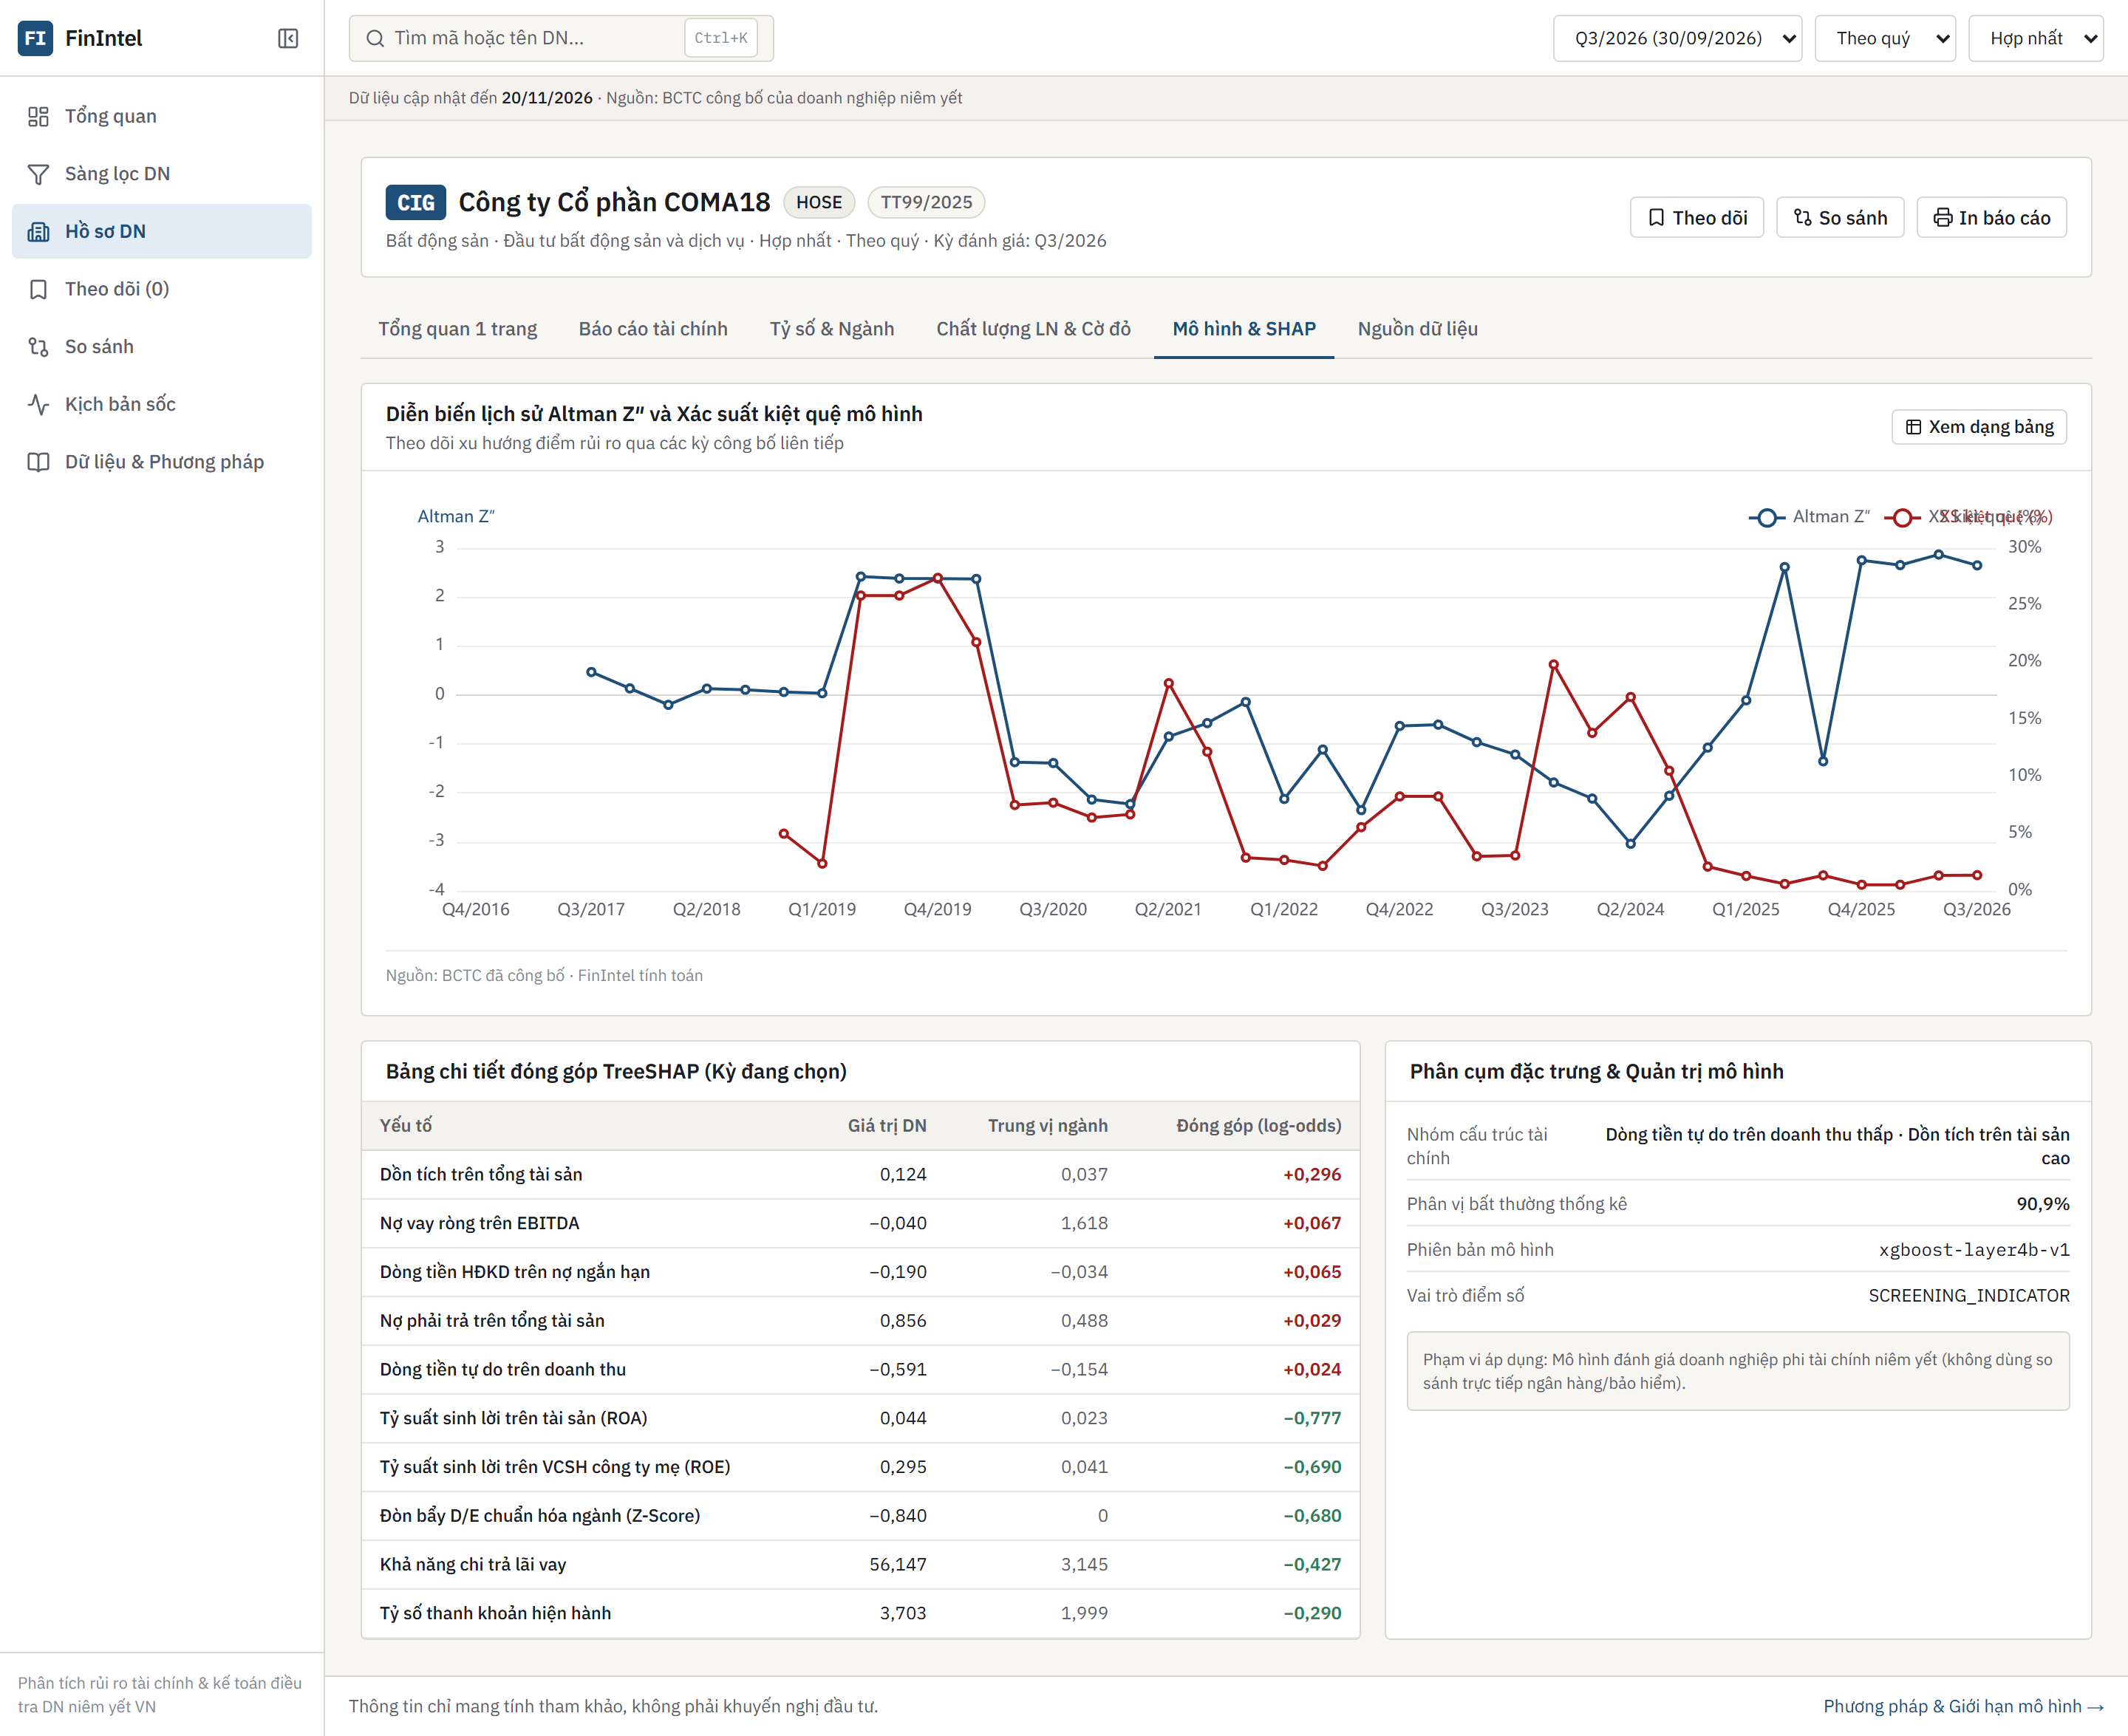 FI FinIntel
Tìm mã hoặc tên DN... Ctrl+K
Q3/2026 (30/09/2026) Theo quý Hợp nhất
Dữ liệu cập nhật đến 20/11/2026 · Nguồn: BCTC công bố của doanh nghiệp niêm yết
Tổng quan
Sàng lọc DN
Hồ sơ DN
Theo dõi (0)
So sánh
Kịch bản sốc
Dữ liệu & Phương pháp
Phân tích rủi ro tài chính & kế toán điều
tra DN niêm yết VN
CIG Công ty Cổ phần COMA18 HOSE TT99/2025
Bất động sản · Đầu tư bất động sản và dịch vụ · Hợp nhất · Theo quý · Kỳ đánh giá: Q3/2026
Theo dõi So sánh In báo cáo
Tổng quan 1 trang Báo cáo tài chính Tỷ số & Ngành Chất lượng LN & Cờ đỏ Mô hình & SHAP Nguồn dữ liệu
Diễn biến lịch sử Altman Z″ và Xác suất kiệt quệ mô hình
Theo dõi xu hướng điểm rủi ro qua các kỳ công bố liên tiếp
Xem dạng bảng
Altman Z″
Altman Z″
3 30%
2 25%
1 20%
0 15%
-1 10%
-2 5%
-3 0%
-4
Q4/2016 Q3/2017 Q2/2018 Q1/2019 Q4/2019 Q3/2020 Q2/2021 Q1/2022 Q4/2022 Q3/2023 Q2/2024 Q1/2025 Q4/2025 Q3/2026
Nguồn: BCTC đã công bố · FinIntel tính toán
Bảng chi tiết đóng góp TreeSHAP (Kỳ đang chọn)
Yếu tố Giá trị DN Trung vị ngành Đóng góp (log-odds)
Dồn tích trên tổng tài sản 0,124 0,037 +0,296
Nợ vay ròng trên EBITDA −0,040 1,618 +0,067
Dòng tiền HĐKD trên nợ ngắn hạn −0,190 −0,034 +0,065
Nợ phải trả trên tổng tài sản 0,856 0,488 +0,029
Dòng tiền tự do trên doanh thu −0,591 −0,154 +0,024
Tỷ suất sinh lời trên tài sản (ROA) 0,044 0,023 −0,777
Tỷ suất sinh lời trên VCSH công ty mẹ (ROE) 0,295 0,041 −0,690
Đòn bẩy D/E chuẩn hóa ngành (Z-Score) −0,840 0 −0,680
Khả năng chi trả lãi vay 56,147 3,145 −0,427
Tỷ số thanh khoản hiện hành 3,703 1,999 −0,290
Phân cụm đặc trưng & Quản trị mô hình
Nhóm cấu trúc tài chính Dòng tiền tự do trên doanh thu thấp · Dồn tích trên tài sản cao
Phân vị bất thường thống kê 90,9%
Phiên bản mô hình xgboost-layer4b-v1
Vai trò điểm số SCREENING_INDICATOR
Phạm vi áp dụng: Mô hình đánh giá doanh nghiệp phi tài chính niêm yết (không dùng so
sánh trực tiếp ngân hàng/bảo hiểm).
Thông tin chỉ mang tính tham khảo, không phải khuyến nghị đầu tư.
Phương pháp & Giới hạn mô hình →